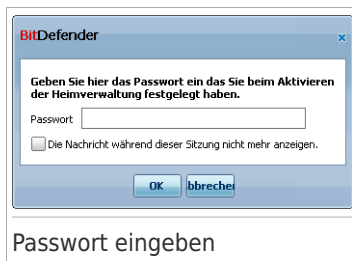 BitDefender
Geben Sie hier das Passwort ein das Sie beim Aktivieren
der Heimverwaltung festgelegt haben.
Passwort
Die Nachricht während dieser Sitzung nicht mehr anzeigen.
OK bbreche
Passwort eingeben